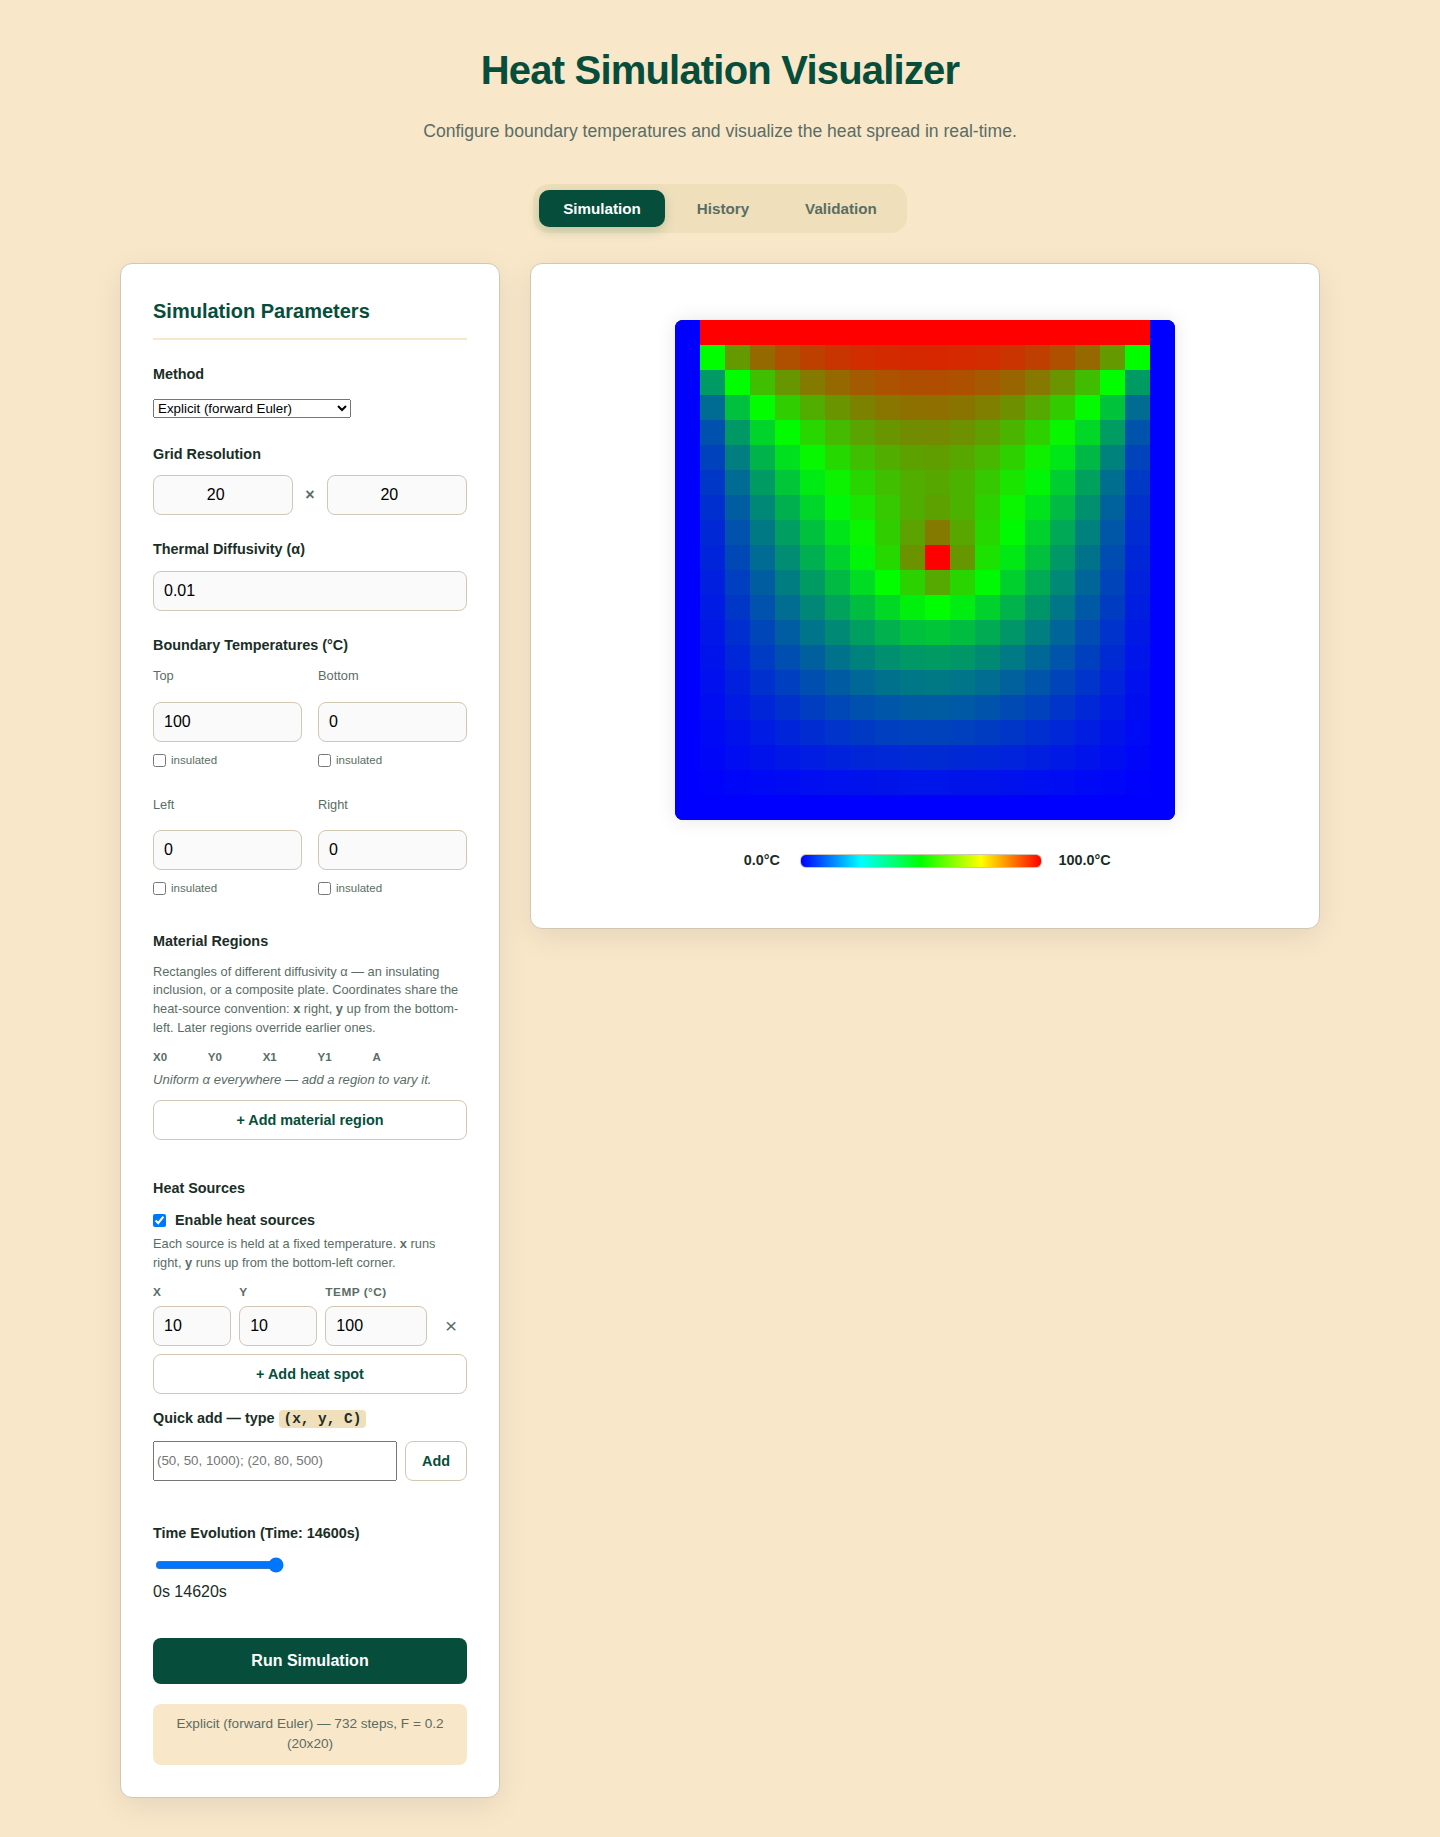 Heat Simulation Visualizer
Configure boundary temperatures and visualize the heat spread in real-time.
Simulation History Validation
Simulation Parameters
Method
Explicit (forward Euler)
Grid Resolution
20 × 20
Thermal Diffusivity (α)
0.01
Boundary Temperatures (°C)
Top Bottom
100 0
insulated insulated
Left Right
0 0
insulated insulated
Material Regions
Rectangles of different diffusivity α — an insulating
inclusion, or a composite plate. Coordinates share the
heat-source convention: x right, y up from the bottom-
left. Later regions override earlier ones.
X0 Y0 X1 Y1 Α
Uniform α everywhere — add a region to vary it.
+ Add material region
Heat Sources
Enable heat sources
Each source is held at a fixed temperature. x runs
right, y runs up from the bottom-left corner.
X Y TEMP (°C)
10 10 100 ×
+ Add heat spot
Quick add — type (x, y, C)
(50, 50, 1000); (20, 80, 500) Add
Time Evolution (Time: 14600s)
0s 14620s
Run Simulation
Explicit (forward Euler) — 732 steps, F = 0.2
(20x20)
0.0°C 100.0°C